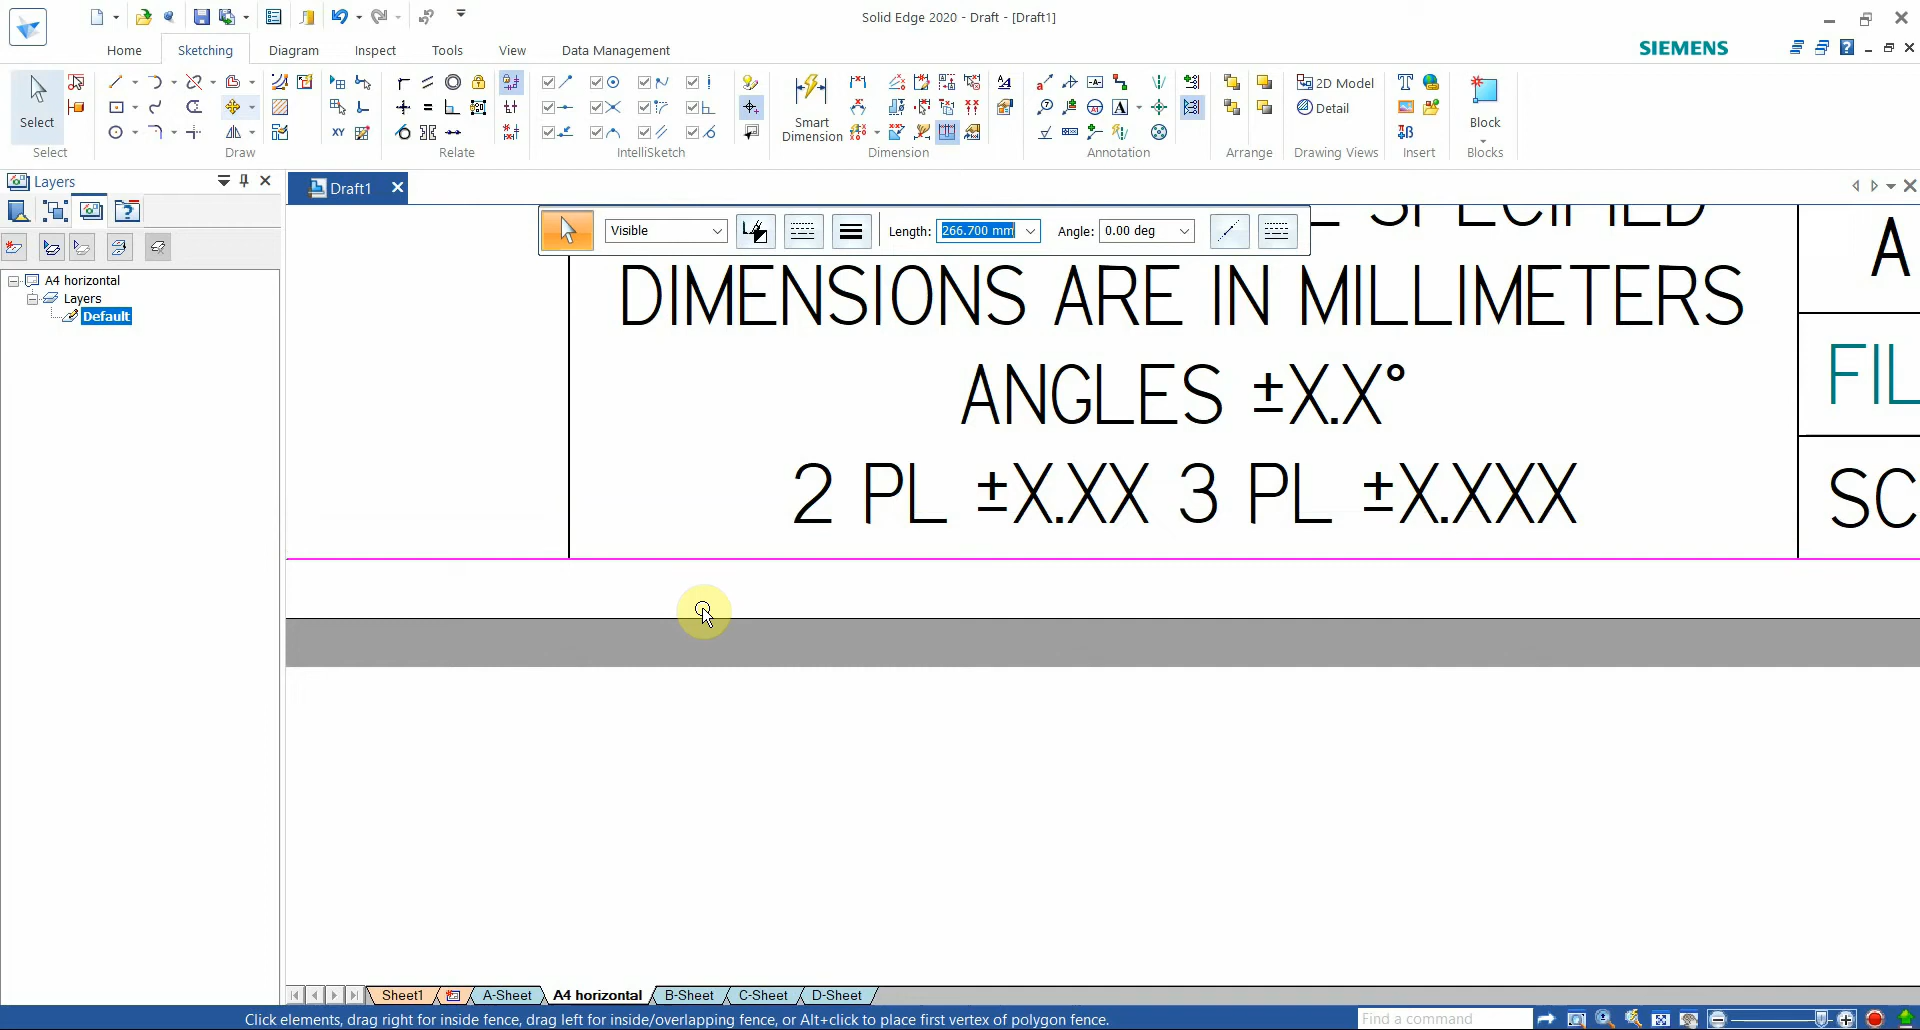 Solid Edge 2020 - Draft - [Draft1]
Home Sketching Diagram Inspect Tools View Data Management
SIEMENS
Select
Smart
Dimension
2D Model
Detail
Block
Select Draw Relate IntelliSketch Dimension Annotation Arrange Drawing Views Insert Blocks
Layers
Draft1
Visible Length: 266.700 mm Angle: 0.00 deg
A4 horizontal
Layers
Default
E SPECIFIED
DIMENSIONS ARE IN MILLIMETERS
ANGLES ±X.X°
2 PL ±X.XX 3 PL ±X.XXX
A
FIL
SC
Sheet1 A-Sheet A4 horizontal B-Sheet C-Sheet D-Sheet
Click elements, drag right for inside fence, drag left for inside/overlapping fence, or Alt+click to place first vertex of polygon fence.
Find a command